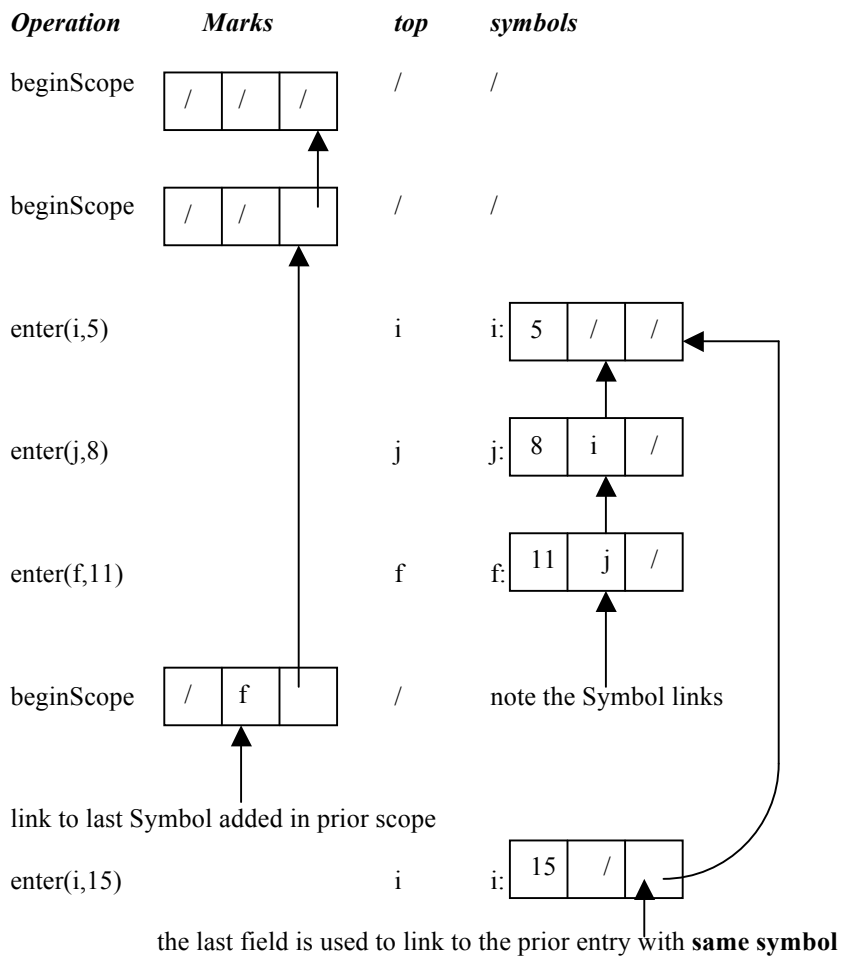 Operation Marks top symbols
beginScope / / / / /
beginScope / / / /
enter(i,5) i i: 5 / /
enter(j,8) j j: 8 i /
enter(f,11) f f: 11 j /
beginScope / f / note the Symbol links
link to last Symbol added in prior scope
enter(i,15) i i: 15 /
the last field is used to link to the prior entry with same symbol